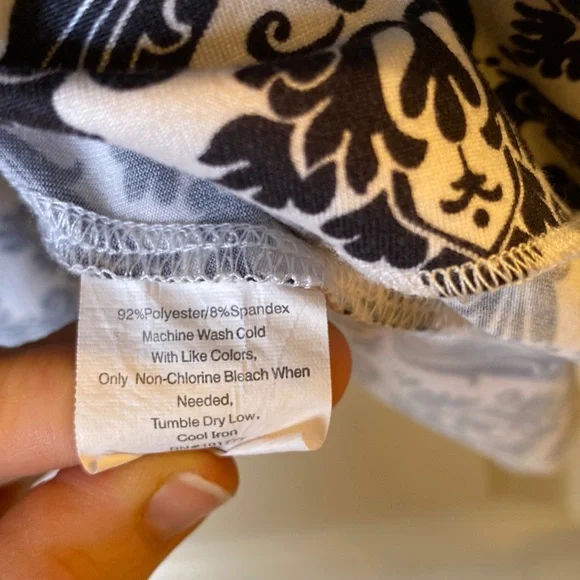 92%Polyester/8%Spandex
Machine Wash Cold
With Like Colors,
Only Non-Chlorine Bleach When
Needed,
Tumble Dry Low,
Cool Iron